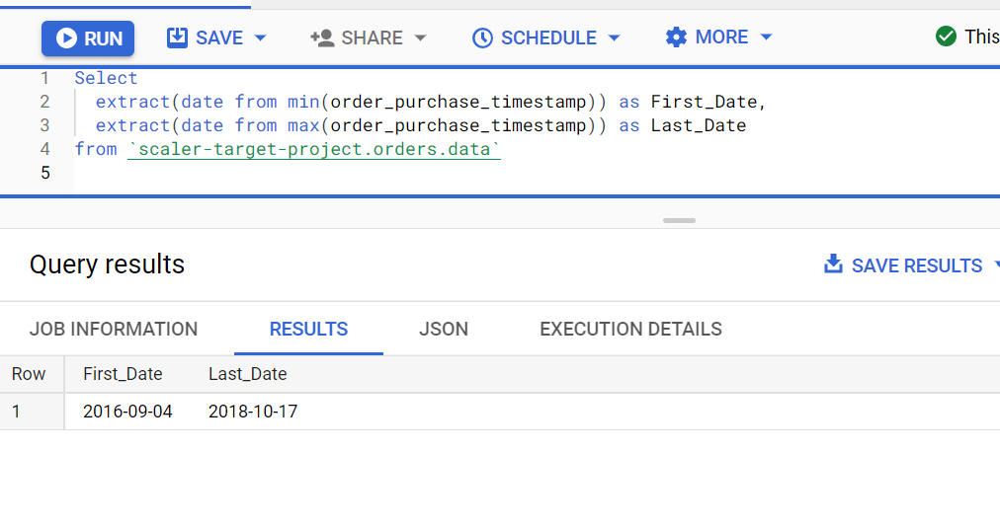 RUN SAVE SHARE SCHEDULE MORE This
1 Select
2 extract(date from min(order_purchase_timestamp)) as First_Date,
3 extract(date from max(order_purchase_timestamp)) as Last_Date
4 from `scaler-target-project.orders.data`
5
Query results SAVE RESULTS
JOB INFORMATION RESULTS JSON EXECUTION DETAILS
Row First_Date Last_Date
1 2016-09-04 2018-10-17